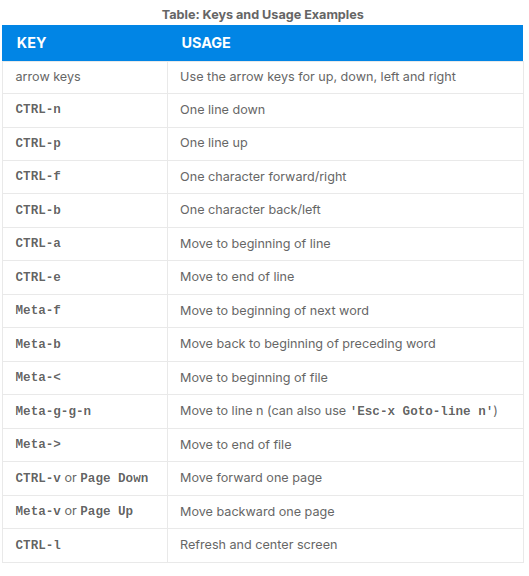 Table: Keys and Usage Examples
KEY USAGE
arrow keys Use the arrow keys for up, down, left and right
CTRL-n One line down
CTRL-p One line up
CTRL-f One character forward/right
CTRL-b One character back/left
CTRL-a Move to beginning of line
CTRL-e Move to end of line
Meta-f Move to beginning of next word
Meta-b Move back to beginning of preceding word
Meta-< Move to beginning of file
Meta-g-g-n Move to line n (can also use 'Esc-x Goto-line n')
Meta-> Move to end of file
CTRL-v or Page Down Move forward one page
Meta-v or Page Up Move backward one page
CTRL-l Refresh and center screen